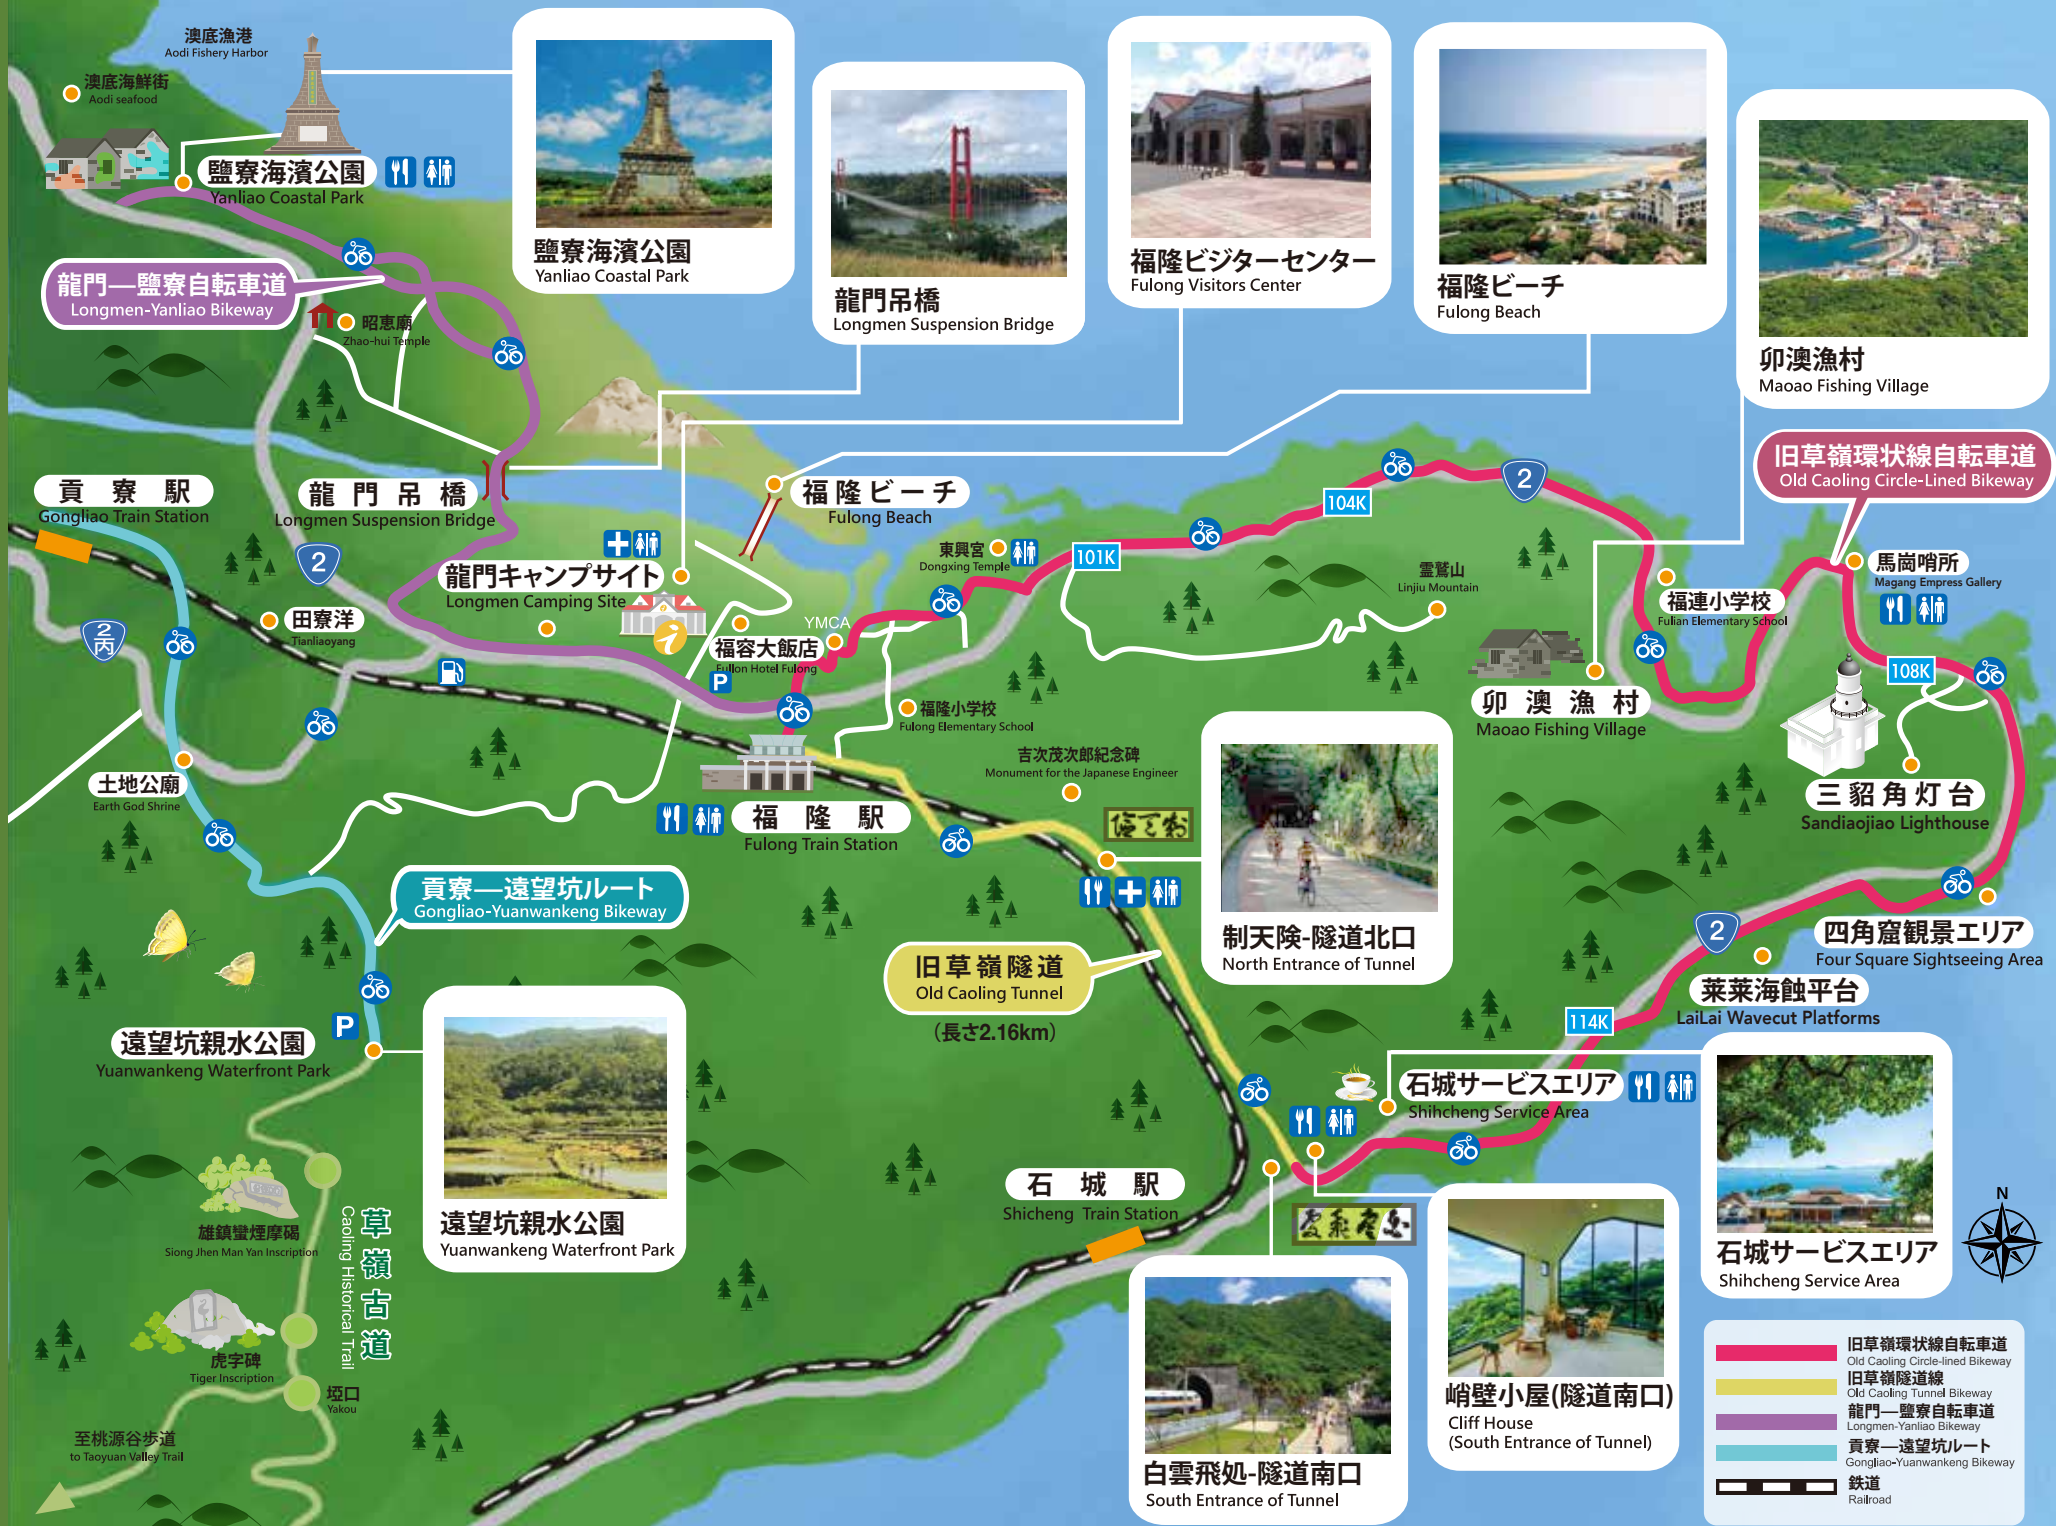 澳底漁港
Aodi Fishery Harbor
澳底海鮮街
Aodi seafood
鹽寮海濱公園
Yanliao Coastal Park
鹽寮海濱公園
Yanliao Coastal Park
龍門吊橋
Longmen Suspension Bridge
福隆ビジターセンター
Fulong Visitors Center
福隆ビーチ
Fulong Beach
卯澳漁村
Maoao Fishing Village
龍門—鹽寮自転車道
Longmen-Yanliao Bikeway
昭恵廟
Zhao-hui Temple
旧草嶺環状線自転車道
Old Caoling Circle-Lined Bikeway
貢寮駅
Gongliao Train Station
龍門吊橋
Longmen Suspension Bridge
福隆ビーチ
Fulong Beach
104K
2
2
東興宮
Dongxing Temple
101K
龍門キャンプサイト
Longmen Camping Site
霊鷲山
Linjiu Mountain
馬崗哨所
Magang Empress Gallery
福連小学校
Fulian Elementary School
田寮洋
Tianliaoyang
2
丙
YMCA
福容大飯店
Fullon Hotel Fulong
P
108K
卯澳漁村
Maoao Fishing Village
福隆小学校
Fulong Elementary School
吉次茂次郎紀念碑
Monument for the Japanese Engineer
土地公廟
Earth God Shrine
三貂角灯台
Sandiaojiao Lighthouse
福隆駅
Fulong Train Station
貢寮—遠望坑ルート
Gongliao-Yuanwankeng Bikeway
制天険-隧道北口
North Entrance of Tunnel
旧草嶺隧道
Old Caoling Tunnel
(長さ2.16km)
2
四角窟観景エリア
Four Square Sightseeing Area
莱莱海蝕平台
LaiLai Wavecut Platforms
114K
P
遠望坑親水公園
Yuanwankeng Waterfront Park
石城サービスエリア
Shihcheng Service Area
石城駅
Shicheng Train Station
遠望坑親水公園
Yuanwankeng Waterfront Park
雄鎮蠻煙摩碣
Siong Jhen Man Yan Inscription
草嶺古道
Caoling Historical Trail
虎字碑
Tiger Inscription
埡口
Yakou
至桃源谷歩道
to Taoyuan Valley Trail
石城サービスエリア
Shihcheng Service Area
N
峭壁小屋(隧道南口)
Cliff House
(South Entrance of Tunnel)
白雲飛処-隧道南口
South Entrance of Tunnel
旧草嶺環状線自転車道
Old Caoling Circle-lined Bikeway
旧草嶺隧道線
Old Caoling Tunnel Bikeway
龍門—鹽寮自転車道
Longmen-Yanliao Bikeway
貢寮—遠望坑ルート
Gongliao-Yuanwankeng Bikeway
鉄道
Railroad